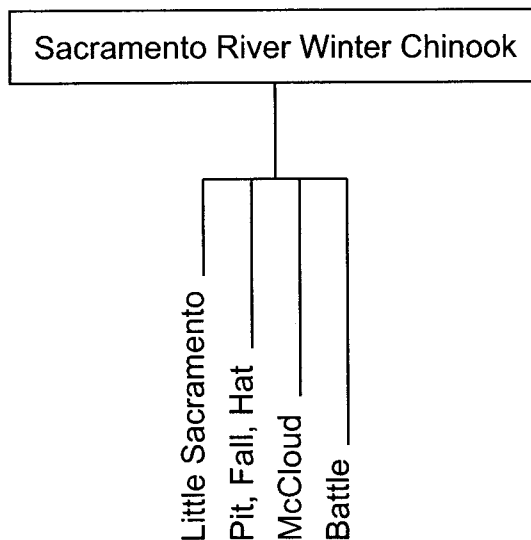 Sacramento River Winter Chinook
Little Sacramento
Pit, Fall, Hat
McCloud
Battle